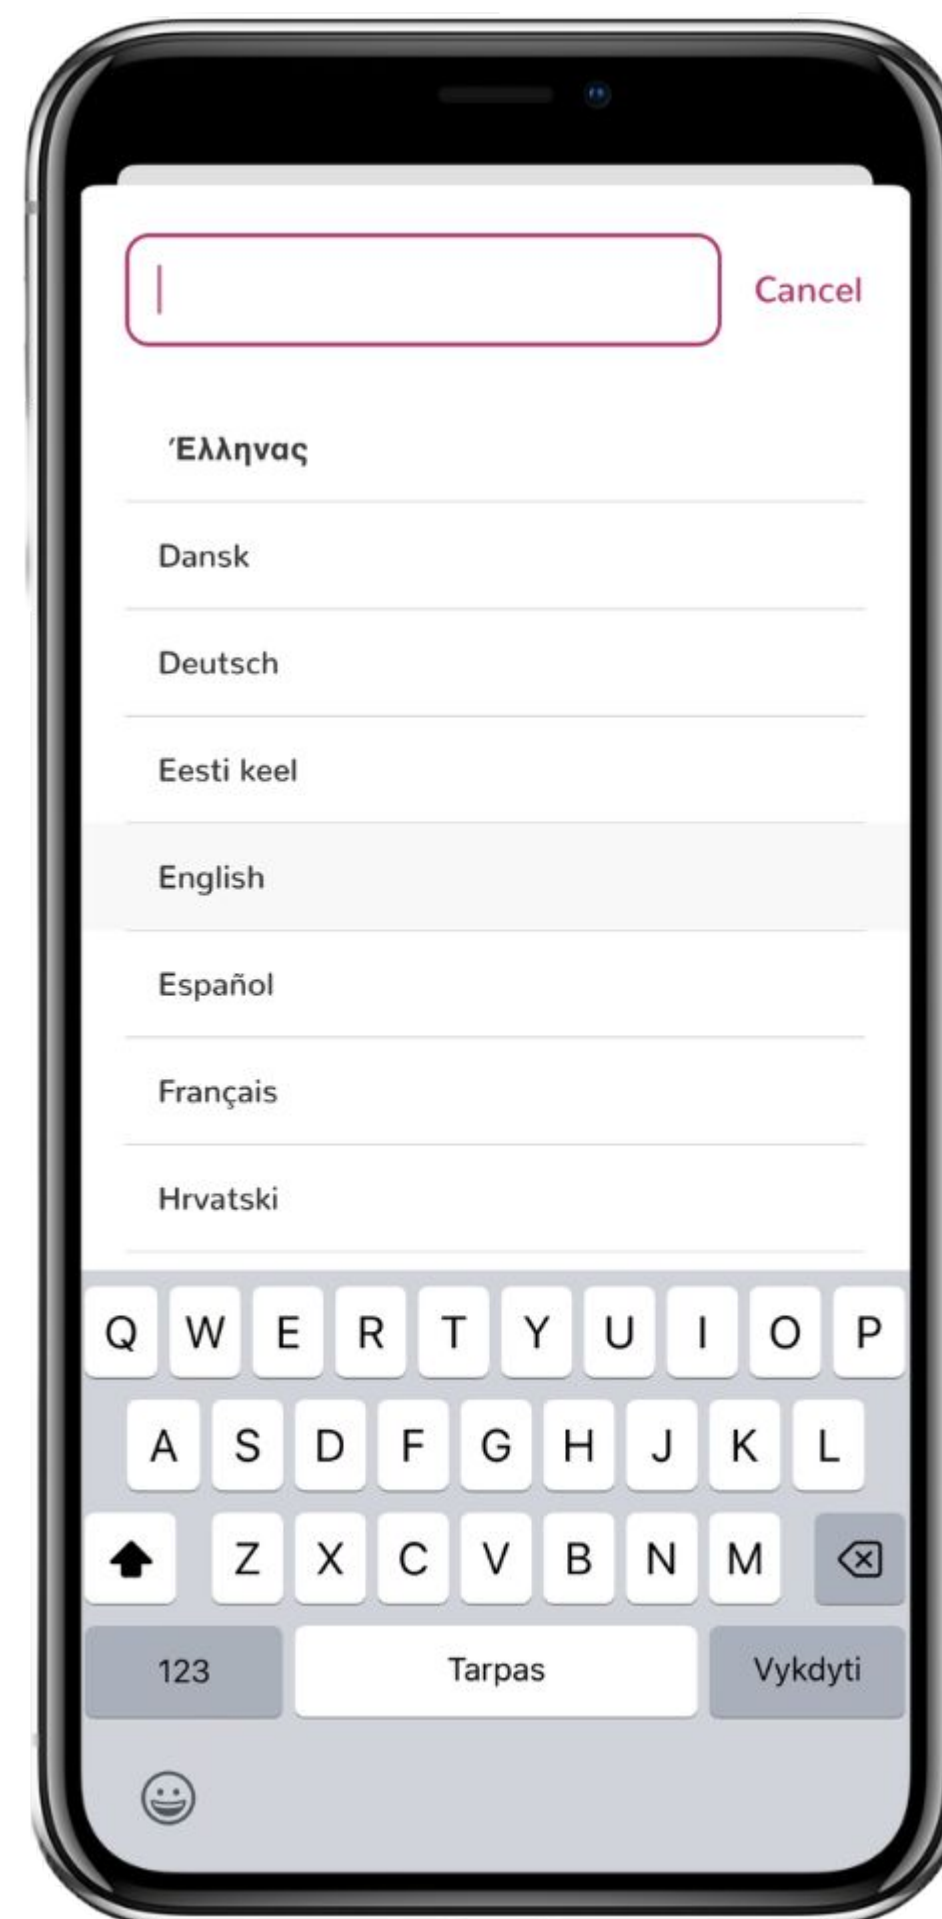 Cancel
Έλληνας
Dansk
Deutsch
Eesti keel
English
Español
Français
Hrvatski
Q W E R T Y U I O P
A S D F G H J K L
Z X C V B N M
123 Tarpas Vykdyti